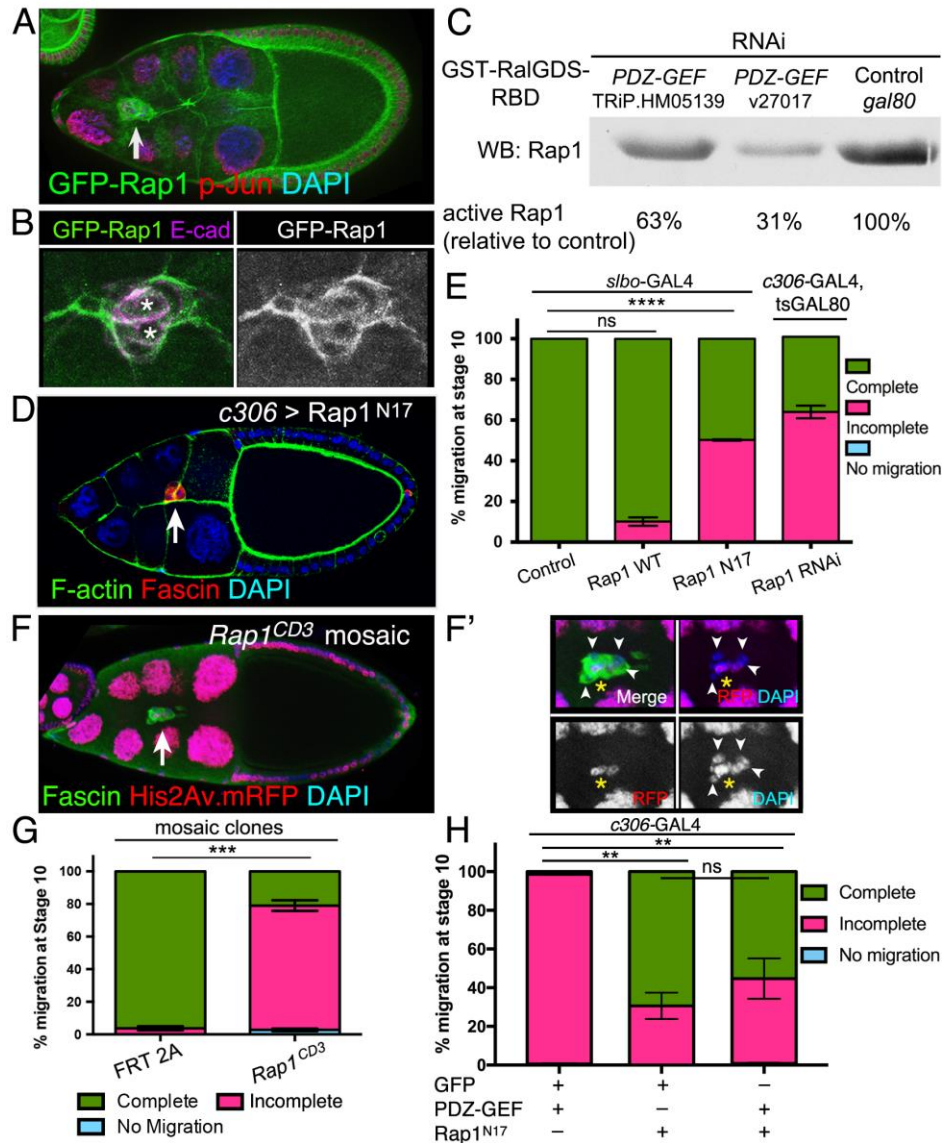 A
GFP-Rap1 p-Jun DAPI
B
GFP-Rap1 E-cad
GFP-Rap1
*
*
C
RNAi
GST-RalGDS-
RBD
PDZ-GEF
TRiP.HM05139
PDZ-GEF
v27017
Control
gal80
WB: Rap1
active Rap1
(relative to control)
63%
31%
100%
D
c306 > Rap1 N17
F-actin Fascin DAPI
E
slbo-GAL4
c306-GAL4,
tsGAL80
****
ns
% migration at stage 10
100
80
60
40
20
0
Control
Rap1 WT
Rap1 N17
Rap1 RNAi
Complete
Incomplete
No migration
F
Rap1CD3 mosaic
Fascin His2Av.mRFP DAPI
F'
*
Merge
*
RFP DAPI
*
RFP
*
DAPI
G
mosaic clones
***
% migration at Stage 10
100
80
60
40
20
0
FRT 2A
Rap1CD3
Complete
Incomplete
No Migration
H
c306-GAL4
**
**
ns
% migration at stage 10
100
80
60
40
20
0
Complete
Incomplete
No migration
GFP + + –
PDZ-GEF + – +
Rap1N17 – + +